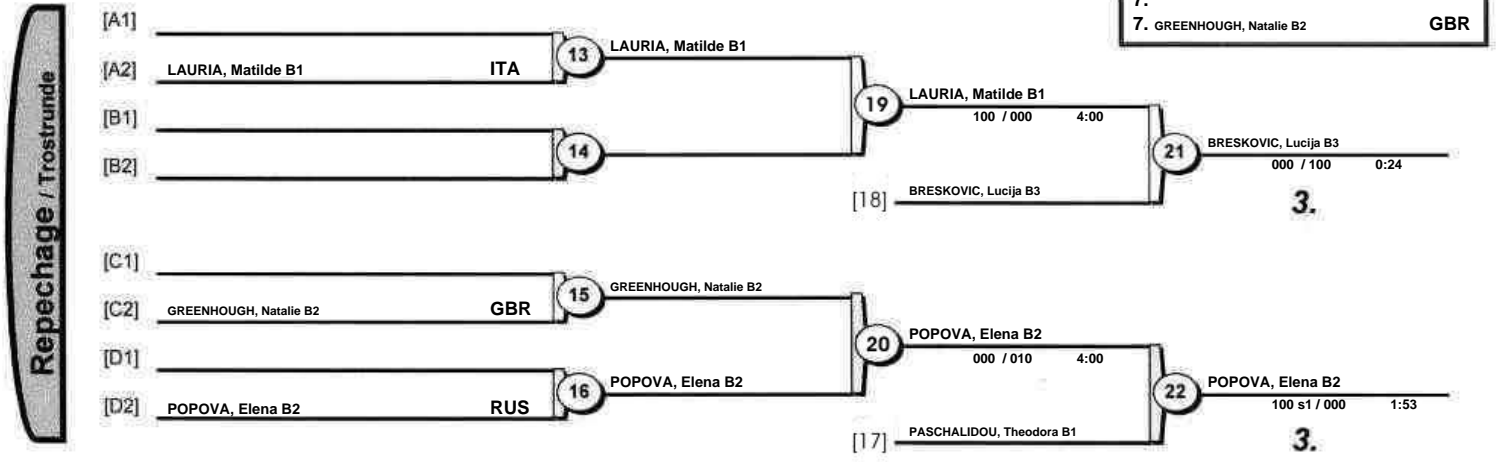 7.
7. GREENHOUGH, Natalie B2 GBR
Repechage / Trostrunde
[A1]
[A2] LAURIA, Matilde B1 ITA
13 LAURIA, Matilde B1
[B1]
[B2]
14
19 LAURIA, Matilde B1
100 / 000 4:00
[18] BRESKOVIC, Lucija B3
21 BRESKOVIC, Lucija B3
000 / 100 0:24
3.
[C1]
[C2] GREENHOUGH, Natalie B2 GBR
15 GREENHOUGH, Natalie B2
[D1]
[D2] POPOVA, Elena B2 RUS
16 POPOVA, Elena B2
20 POPOVA, Elena B2
000 / 010 4:00
[17] PASCHALIDOU, Theodora B1
22 POPOVA, Elena B2
100 s1 / 000 1:53
3.